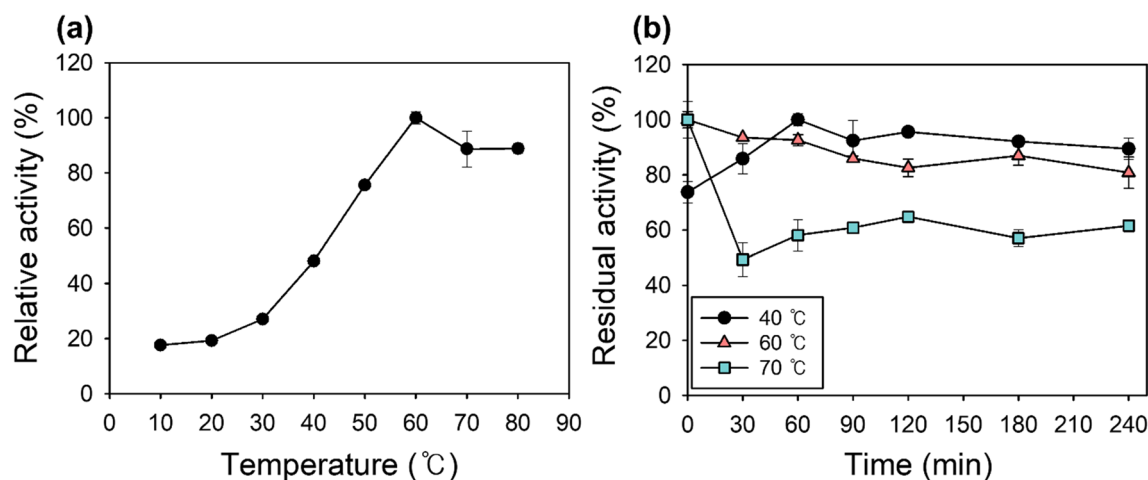 (a)
120
100
80
60
40
20
0
Relative activity (%)
0 10 20 30 40 50 60 70 80 90
Temperature (℃)
(b)
120
100
80
60
40
20
0
Residual activity (%)
40 ℃
60 ℃
70 ℃
0 30 60 90 120 150 180 210 240
Time (min)